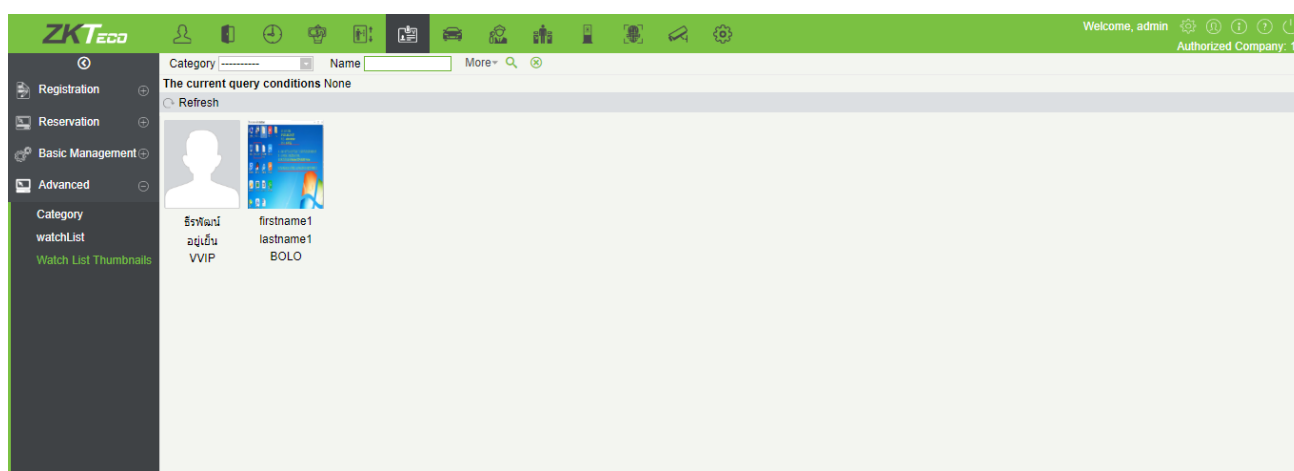 ZKTeco
Welcome, admin
Authorized Company: 1
Category ---------- Name More
The current query conditions None
Refresh
Registration
Reservation
Basic Management
Advanced
Category
watchList
Watch List Thumbnails
ธีรพัฒน์
อยู่เย็น
VVIP
firstname1
lastname1
BOLO